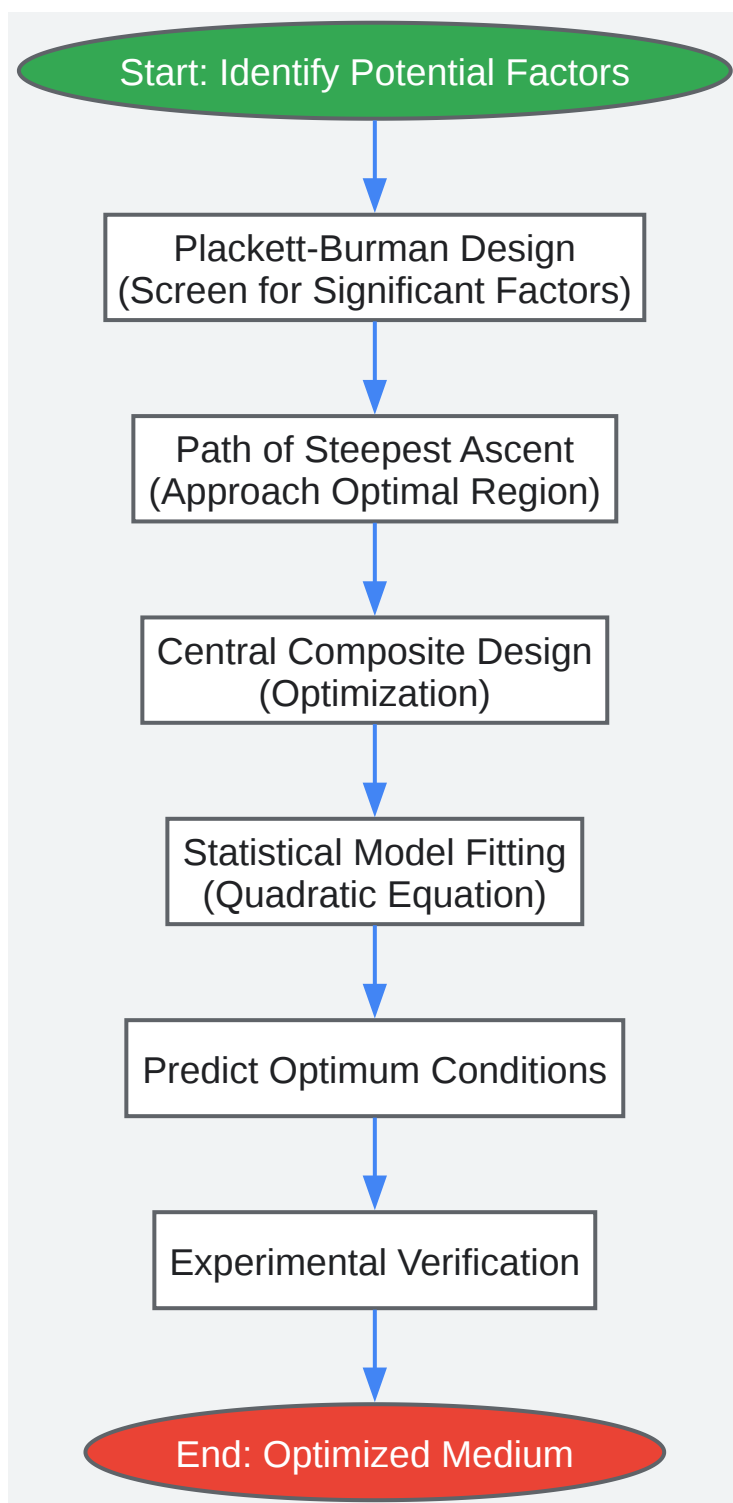 Start: Identify Potential Factors
Plackett-Burman Design
(Screen for Significant Factors)
Path of Steepest Ascent
(Approach Optimal Region)
Central Composite Design
(Optimization)
Statistical Model Fitting
(Quadratic Equation)
Predict Optimum Conditions
Experimental Verification
End: Optimized Medium